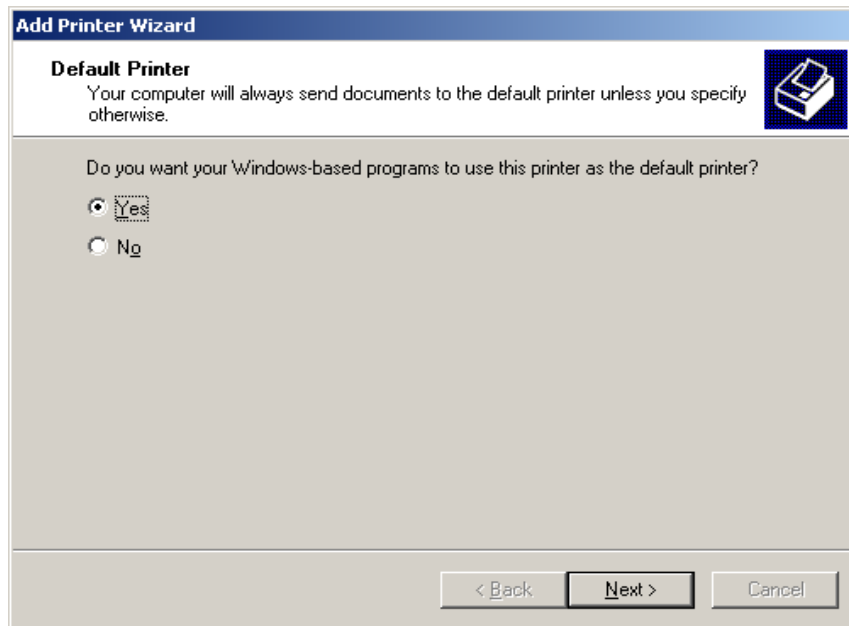 Add Printer Wizard
Default Printer
Your computer will always send documents to the default printer unless you specify
otherwise.
Do you want your Windows-based programs to use this printer as the default printer?
Yes
No
< Back
Next >
Cancel